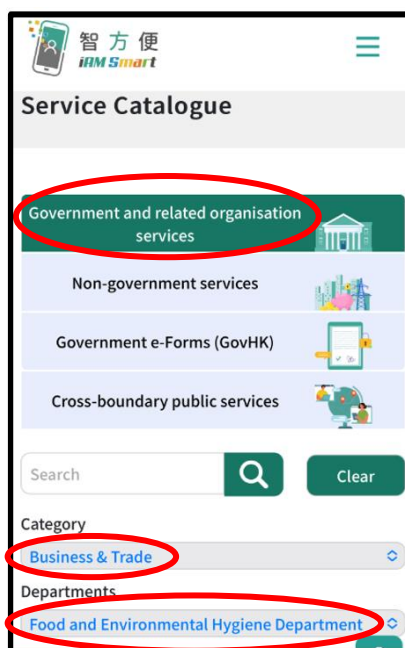 智方便
iAM Smart
Service Catalogue
Government and related organisation
services
Non-government services
Government e-Forms (GovHK)
Cross-boundary public services
Search
Clear
Category
Business & Trade
Departments
Food and Environmental Hygiene Department